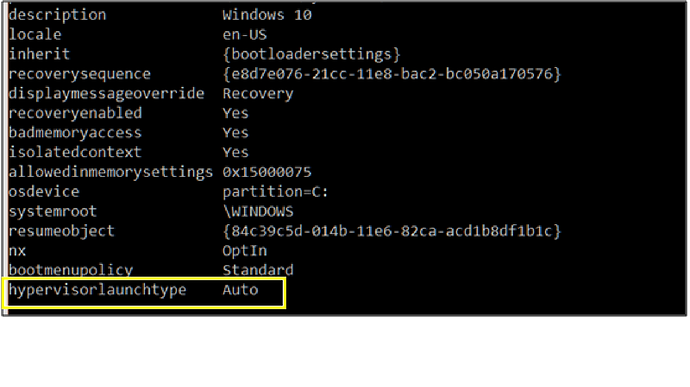 description Windows 10
locale en-US
inherit {bootloadersettings}
recoverysequence {e8d7e076-21cc-11e8-bac2-bc050a170576}
displaymessageoverride Recovery
recoveryenabled Yes
badmemoryaccess Yes
isolatedcontext Yes
allowedinmemorysettings 0x15000075
osdevice partition=C:
systemroot \WINDOWS
resumeobject {84c39c5d-014b-11e6-82ca-acd1b8df1b1c}
nx OptIn
bootmenupolicy Standard
hypervisorlaunchtype Auto